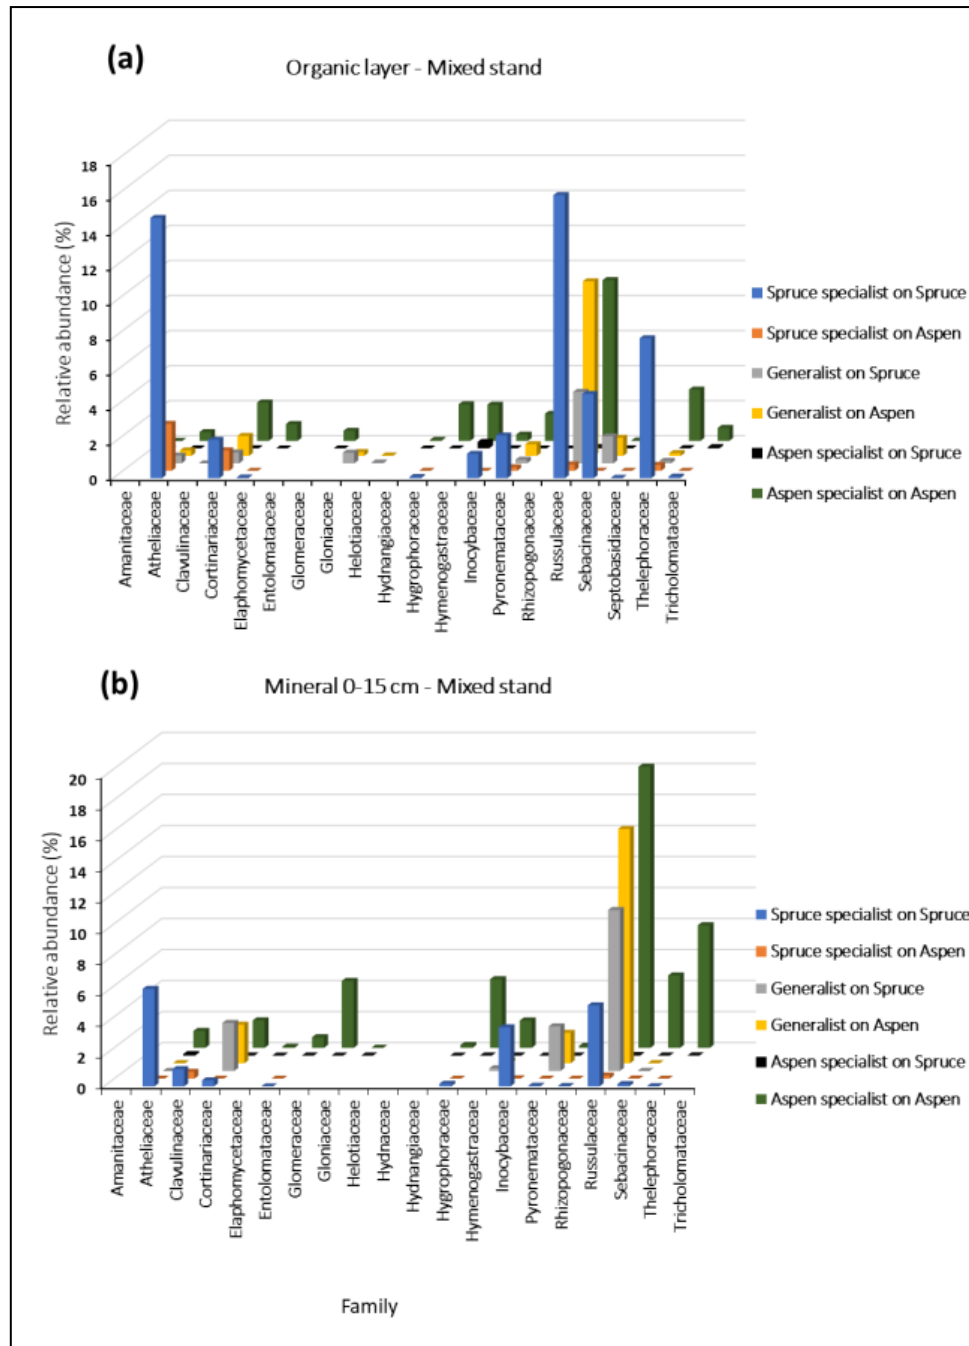 (a)
Organic layer - Mixed stand
Relative abundance (%)
18
16
14
12
10
8
6
4
2
0
Amanitaceae
Atheliaceae
Clavulinaceae
Cortinariaceae
Elaphomycetaceae
Entolomataceae
Glomeraceae
Gloniaceae
Helotiaceae
Hydnangiaceae
Hygrophoraceae
Hymenogastraceae
Inocybaceae
Pyronemataceae
Rhizopogonaceae
Russulaceae
Sebacinaceae
Septobasidiaceae
Thelephoraceae
Tricholomataceae
Spruce specialist on Spruce
Spruce specialist on Aspen
Generalist on Spruce
Generalist on Aspen
Aspen specialist on Spruce
Aspen specialist on Aspen
(b)
Mineral 0-15 cm - Mixed stand
Relative abundance (%)
20
18
16
14
12
10
8
6
4
2
0
Amanitaceae
Atheliaceae
Clavulinaceae
Cortinariaceae
Elaphomycetaceae
Entolomataceae
Glomeraceae
Gloniaceae
Helotiaceae
Hydnaceae
Hydnangiaceae
Hygrophoraceae
Hymenogastraceae
Inocybaceae
Pyronemataceae
Rhizopogonaceae
Russulaceae
Sebacinaceae
Thelephoraceae
Tricholomataceae
Spruce specialist on Spruce
Spruce specialist on Aspen
Generalist on Spruce
Generalist on Aspen
Aspen specialist on Spruce
Aspen specialist on Aspen
Family